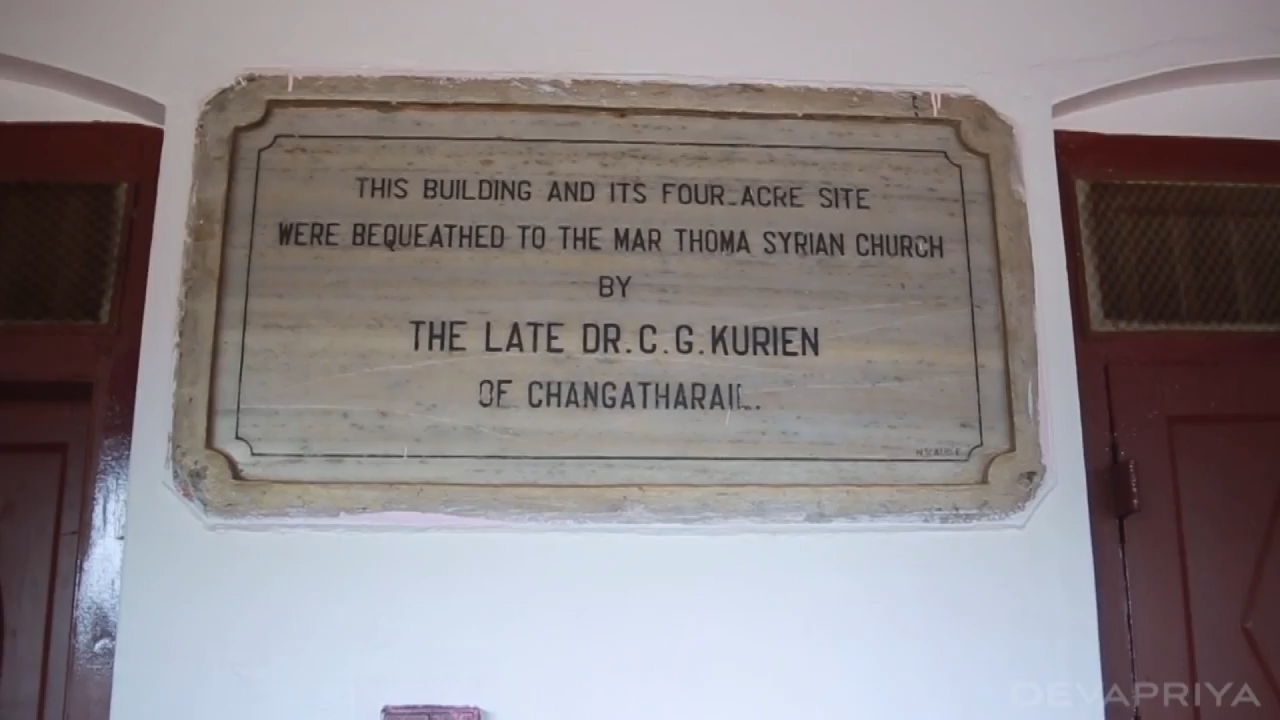 THIS BUILDING AND ITS FOUR-ACRE SITE
WERE BEQUEATHED TO THE MAR THOMA SYRIAN CHURCH
BY
THE LATE DR. C. G. KURIEN
OF CHANGATHARAIL.
DEVAPRIYA